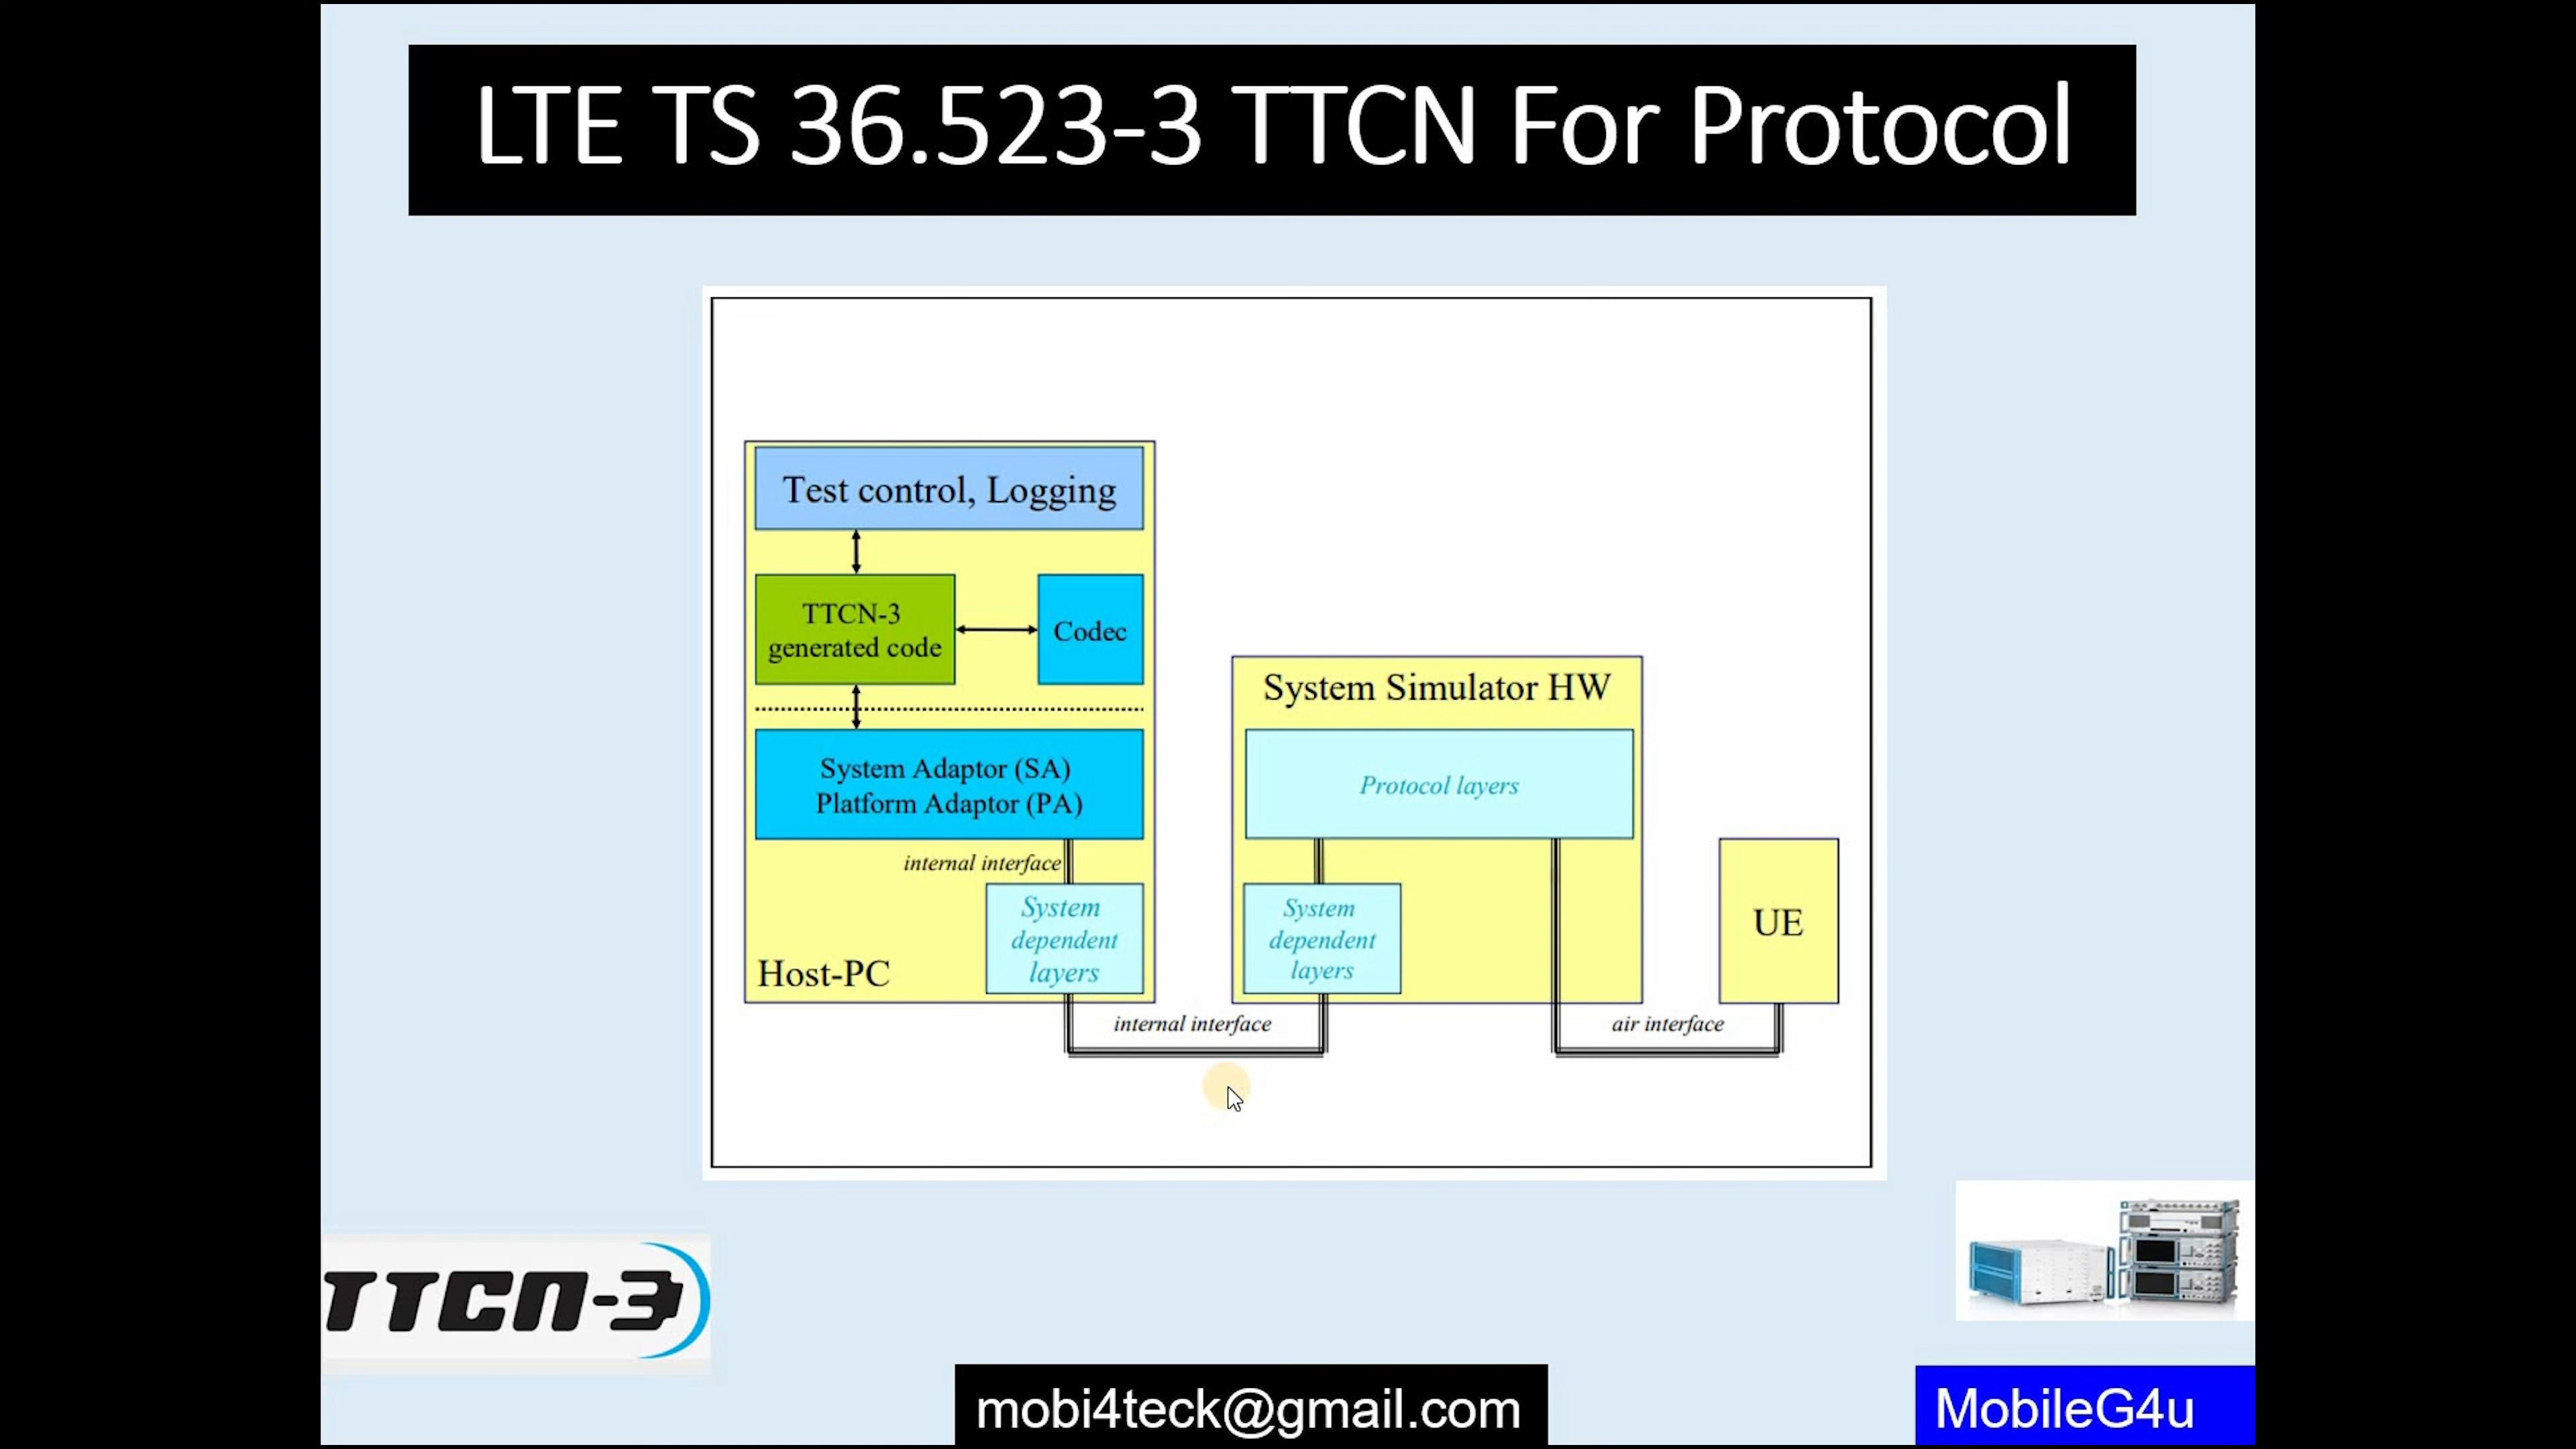 LTE TS 36.523-3 TTCN For Protocol
Test control, Logging
TTCN-3
generated code
Codec
System Adaptor (SA)
Platform Adaptor (PA)
internal interface
System
dependent
layers
Host-PC
System Simulator HW
Protocol layers
System
dependent
layers
UE
internal interface
air interface
TTCN-3
mobi4teck@gmail.com
MobileG4u